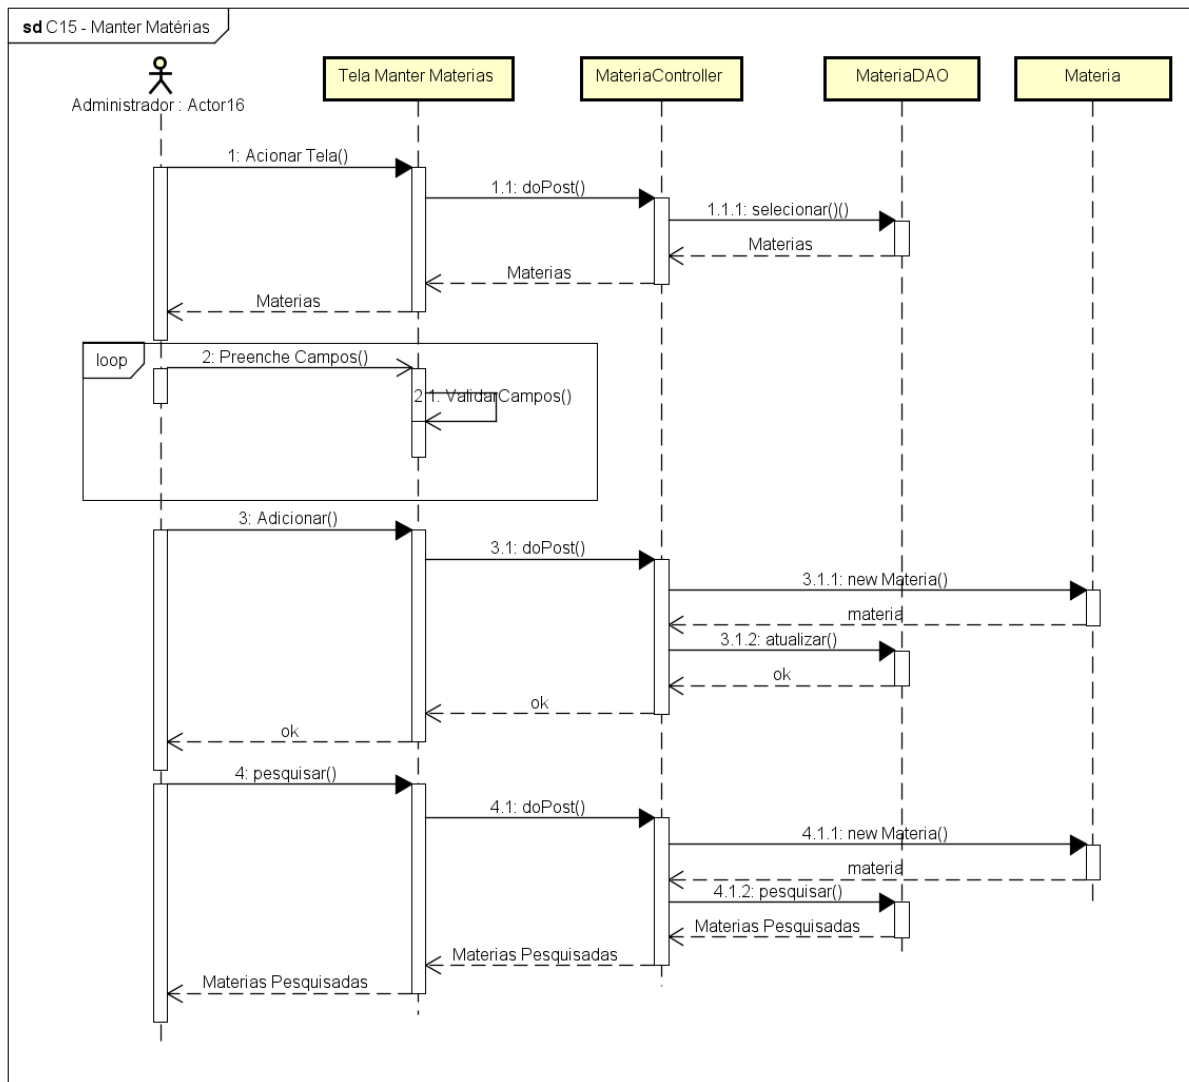 sd C15 - Manter Matérias
Administrador : Actor16
Tela Manter Materias
MateriaController
MateriaDAO
Materia
1: Acionar Tela()
1.1: doPost()
1.1.1: selecionar()()
Materias
Materias
Materias
loop
2: Preenche Campos()
2.1: ValidarCampos()
3: Adicionar()
3.1: doPost()
3.1.1: new Materia()
materia
3.1.2: atualizar()
ok
ok
ok
4: pesquisar()
4.1: doPost()
4.1.1: new Materia()
materia
4.1.2: pesquisar()
Materias Pesquisadas
Materias Pesquisadas
Materias Pesquisadas